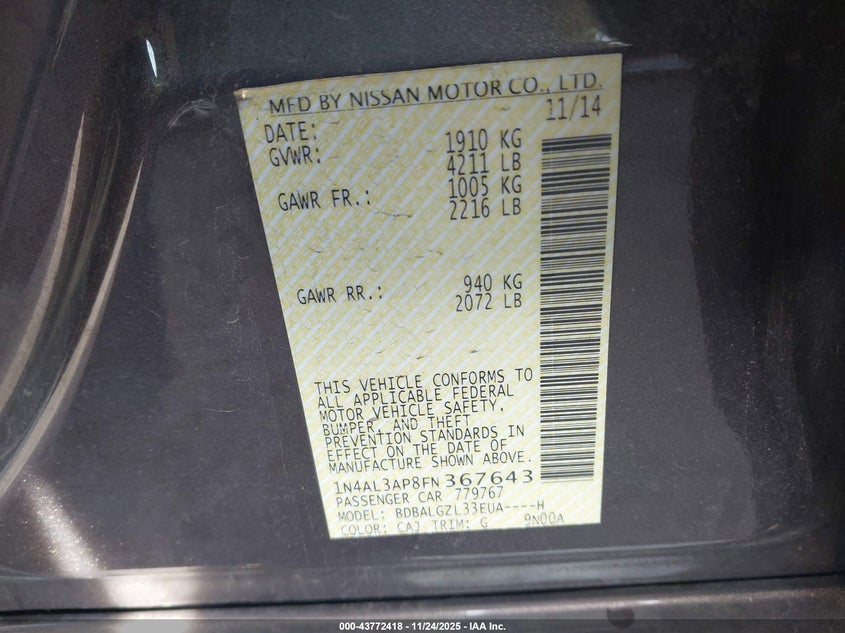 MFD BY NISSAN MOTOR CO., LTD.
DATE: 11/14
GVWR: 1910 KG
4211 LB
GAWR FR.: 1005 KG
2216 LB
GAWR RR.: 940 KG
2072 LB
THIS VEHICLE CONFORMS TO
ALL APPLICABLE FEDERAL
MOTOR VEHICLE SAFETY,
BUMPER, AND THEFT
PREVENTION STANDARDS IN
EFFECT ON THE DATE OF
MANUFACTURE SHOWN ABOVE.
1N4AL3AP8FN367643
PASSENGER CAR 779767
MODEL: BDBALGZL33EUA----H
COLOR: CAJ TRIM: G 9N00A
000-43772418 - 11/24/2025 - IAA Inc.